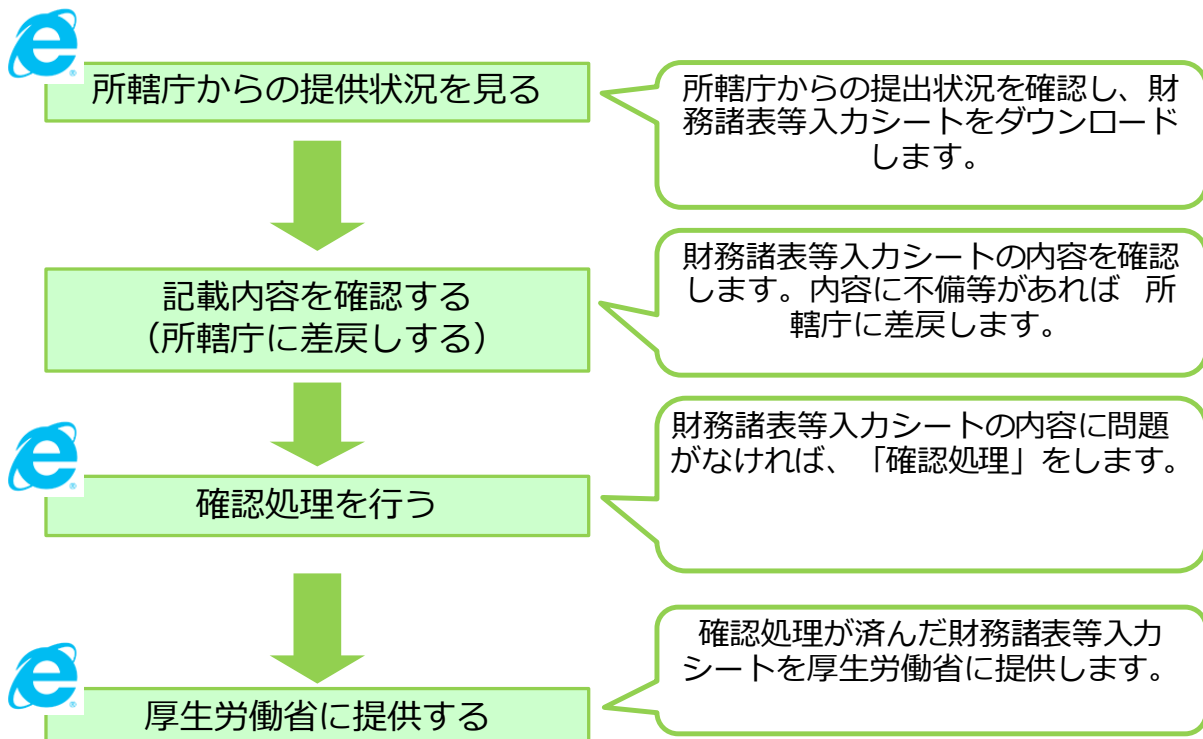 所轄庁からの提供状況を見る
所轄庁からの提出状況を確認し、財
務諸表等入力シートをダウンロード
します。
記載内容を確認する
（所轄庁に差戻しする）
財務諸表等入力シートの内容を確認
します。内容に不備等があれば　所
轄庁に差戻します。
確認処理を行う
財務諸表等入力シートの内容に問題
がなければ、「確認処理」をします。
厚生労働省に提供する
確認処理が済んだ財務諸表等入力
シートを厚生労働省に提供します。